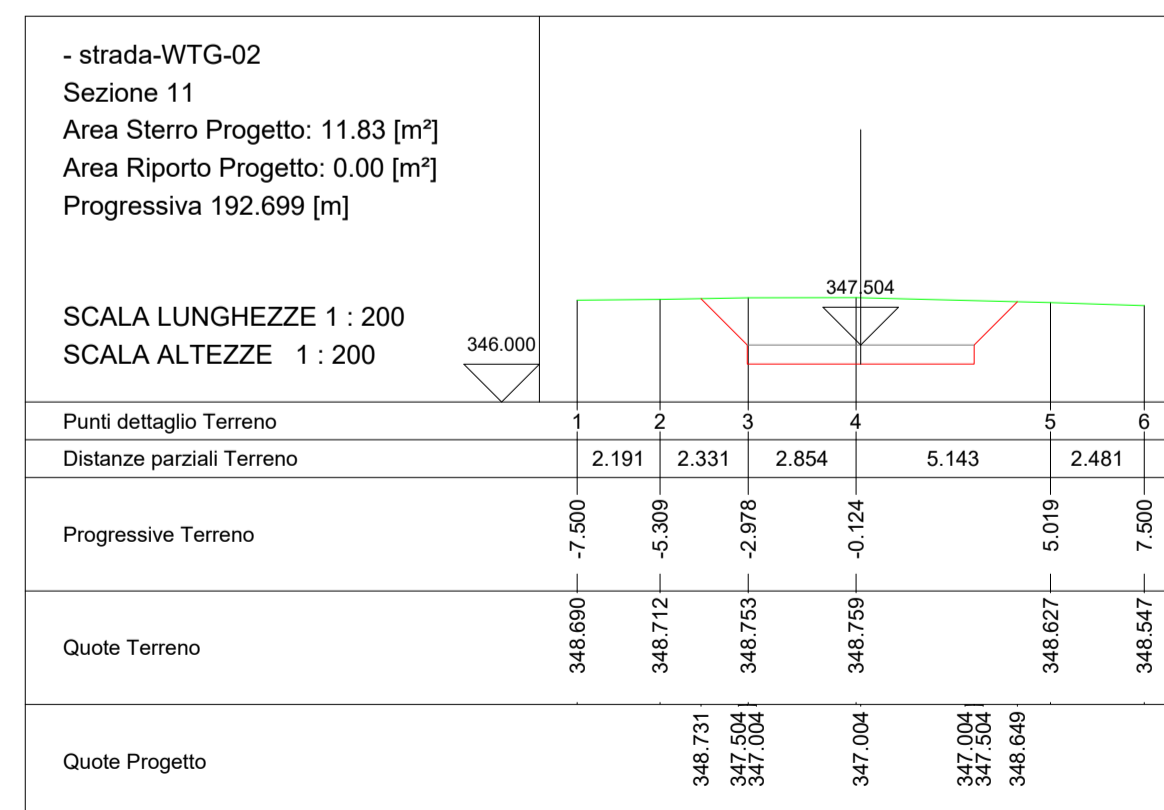 - strada-WTG-02
Sezione 11
Area Sterro Progetto: 11.83 [m²]
Area Riporto Progetto: 0.00 [m²]
Progressiva 192.699 [m]
SCALA LUNGHEZZE 1 : 200
SCALA ALTEZZE 1 : 200
346.000
347.504
Punti dettaglio Terreno 1 2 3 4 5 6
Distanze parziali Terreno 2.191 2.331 2.854 5.143 2.481
Progressive Terreno -7.500 -5.309 -2.978 -0.124 5.019 7.500
Quote Terreno 348.690 348.712 348.753 348.759 348.627 348.547
Quote Progetto 348.731 347.504 347.004 347.004 347.004 347.504 348.649